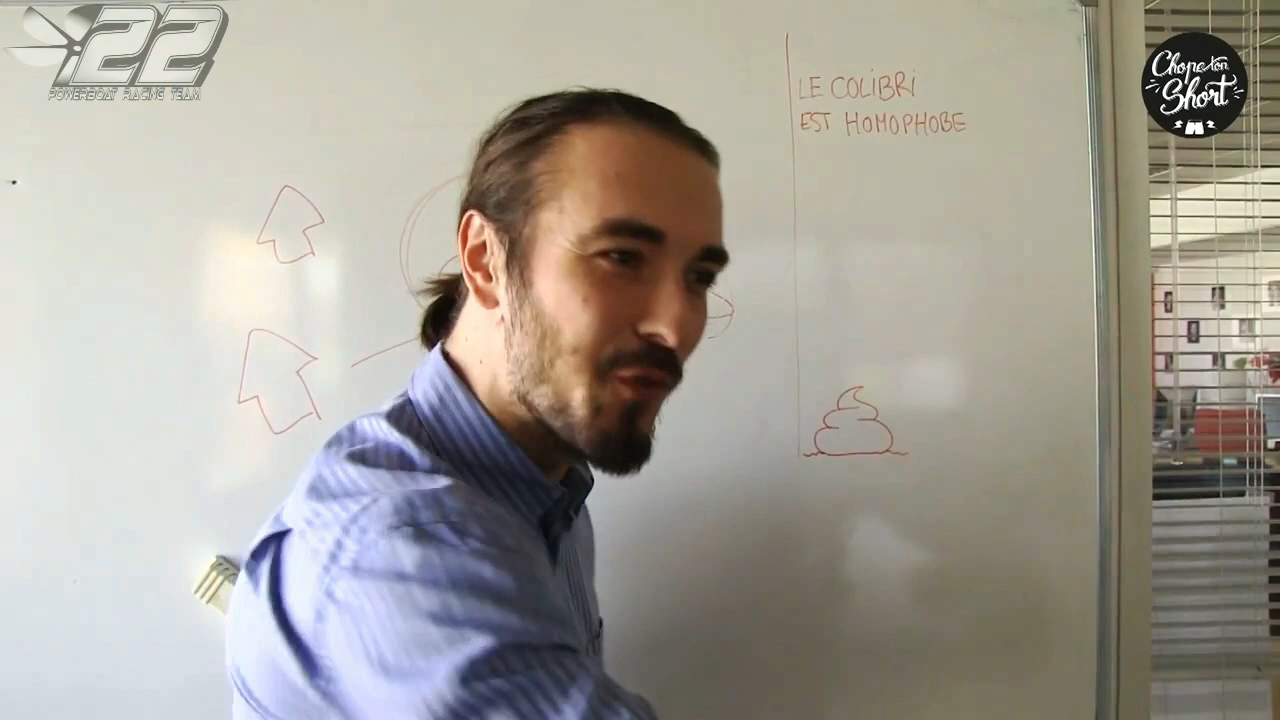 22
POWERBOAT RACING TEAM
Chope ton
Short
LE COLIBRI
EST HOMOPHOBE